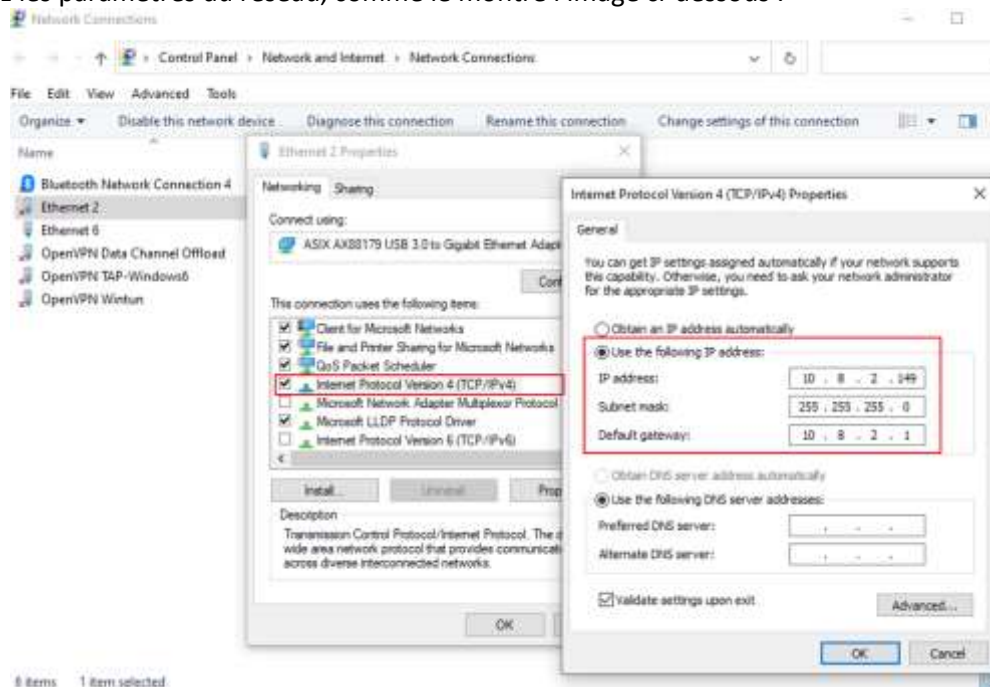 les paramètres du réseau, comme le montre l'image ci-dessous :
Network Connections
Control Panel > Network and Internet > Network Connections
File Edit View Advanced Tools
Organize Disable this network device Diagnose this connection Rename this connection Change settings of this connection
Name
Bluetooth Network Connection 4
Ethernet 2
Ethernet 6
OpenVPN Data Channel Offload
OpenVPN TAP-Windows6
OpenVPN Wintun
6 items 1 item selected
Ethernet 2 Properties
Networking Sharing
Connect using:
ASIX AX88179 USB 3.0 to Gigabit Ethernet Adapt
Conf
This connection uses the following items:
Client for Microsoft Networks
File and Printer Sharing for Microsoft Networks
QoS Packet Scheduler
Internet Protocol Version 4 (TCP/IPv4)
Microsoft Network Adapter Multiplexor Protocol
Microsoft LLDP Protocol Driver
Internet Protocol Version 6 (TCP/IPv6)
Install... Uninstall Prop
Description
Transmission Control Protocol/Internet Protocol. The d
wide area network protocol that provides communicati
across diverse interconnected networks.
OK
Internet Protocol Version 4 (TCP/IPv4) Properties
General
You can get IP settings assigned automatically if your network supports
this capability. Otherwise, you need to ask your network administrator
for the appropriate IP settings.
Obtain an IP address automatically
Use the following IP address:
IP address: 10 . 8 . 2 . 149
Subnet mask: 255 . 255 . 255 . 0
Default gateway: 10 . 8 . 2 . 1
Obtain DNS server address automatically
Use the following DNS server addresses:
Preferred DNS server: . . .
Alternate DNS server: . . .
Validate settings upon exit
Advanced...
OK Cancel